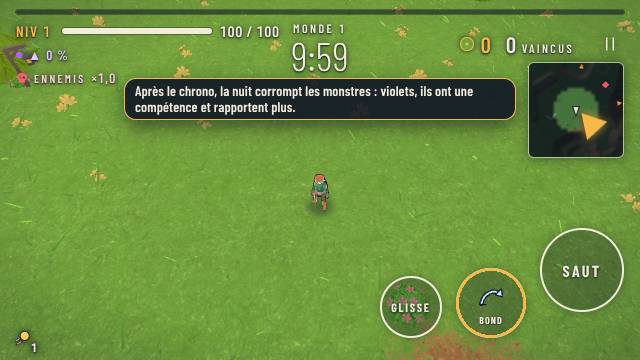 NIV 1
100 / 100
MONDE 1
9:59
0
0 VAINCUS
0 %
ENNEMIS ×1,0
Après le chrono, la nuit corrompt les monstres : violets, ils ont une
compétence et rapportent plus.
SAUT
GLISSE
BOND
1